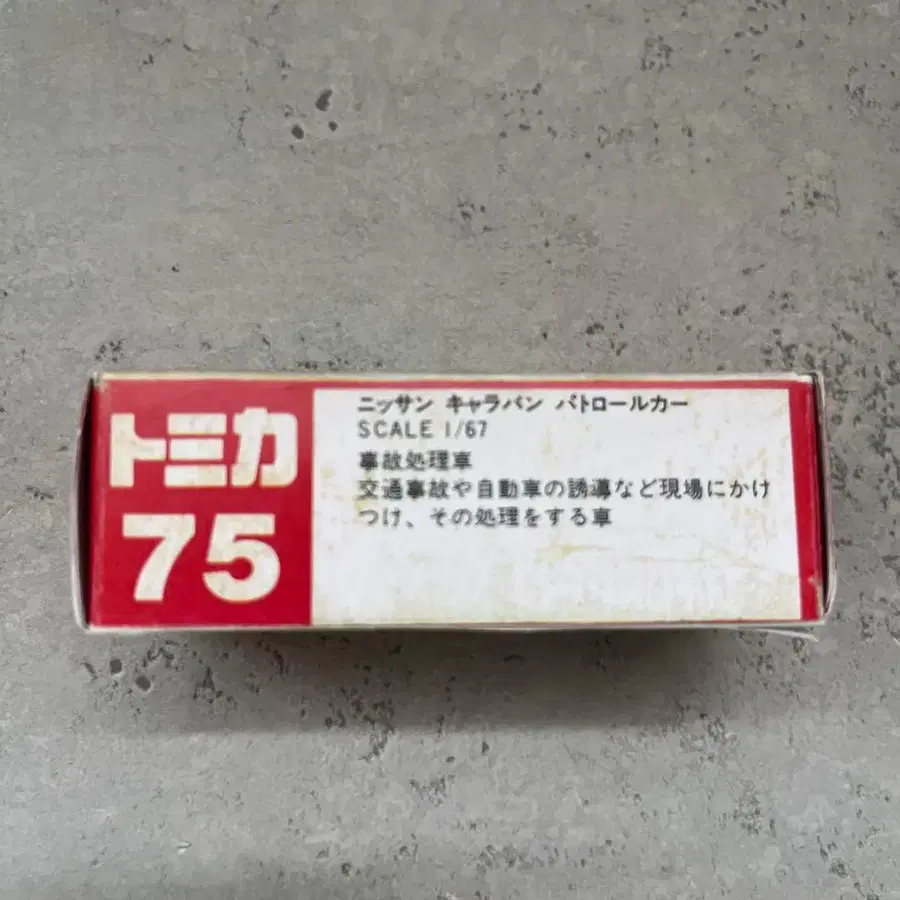 トミカ
75
ニッサン キャラバン パトロールカー
SCALE 1/67
事故処理車
交通事故や自動車の誘導など現場にかけ
つけ、その処理をする車